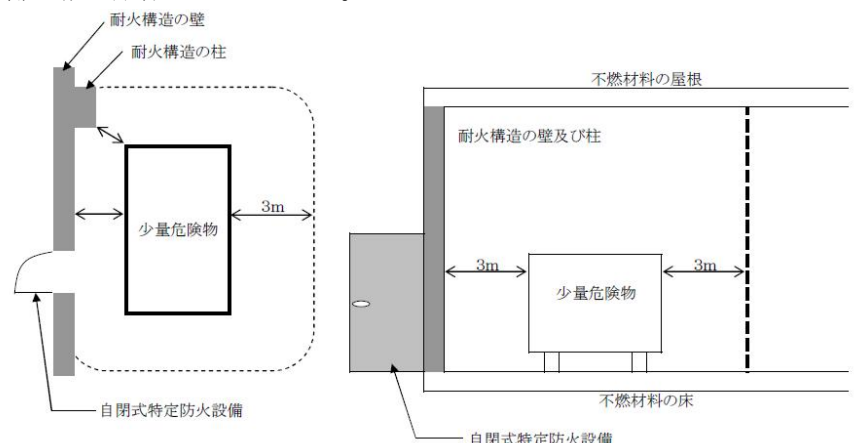 耐火構造の壁
耐火構造の柱
3m
少量危険物
自閉式特定防火設備
不燃材料の屋根
耐火構造の壁及び柱
3m
3m
少量危険物
不燃材料の床
自閉式特定防火設備